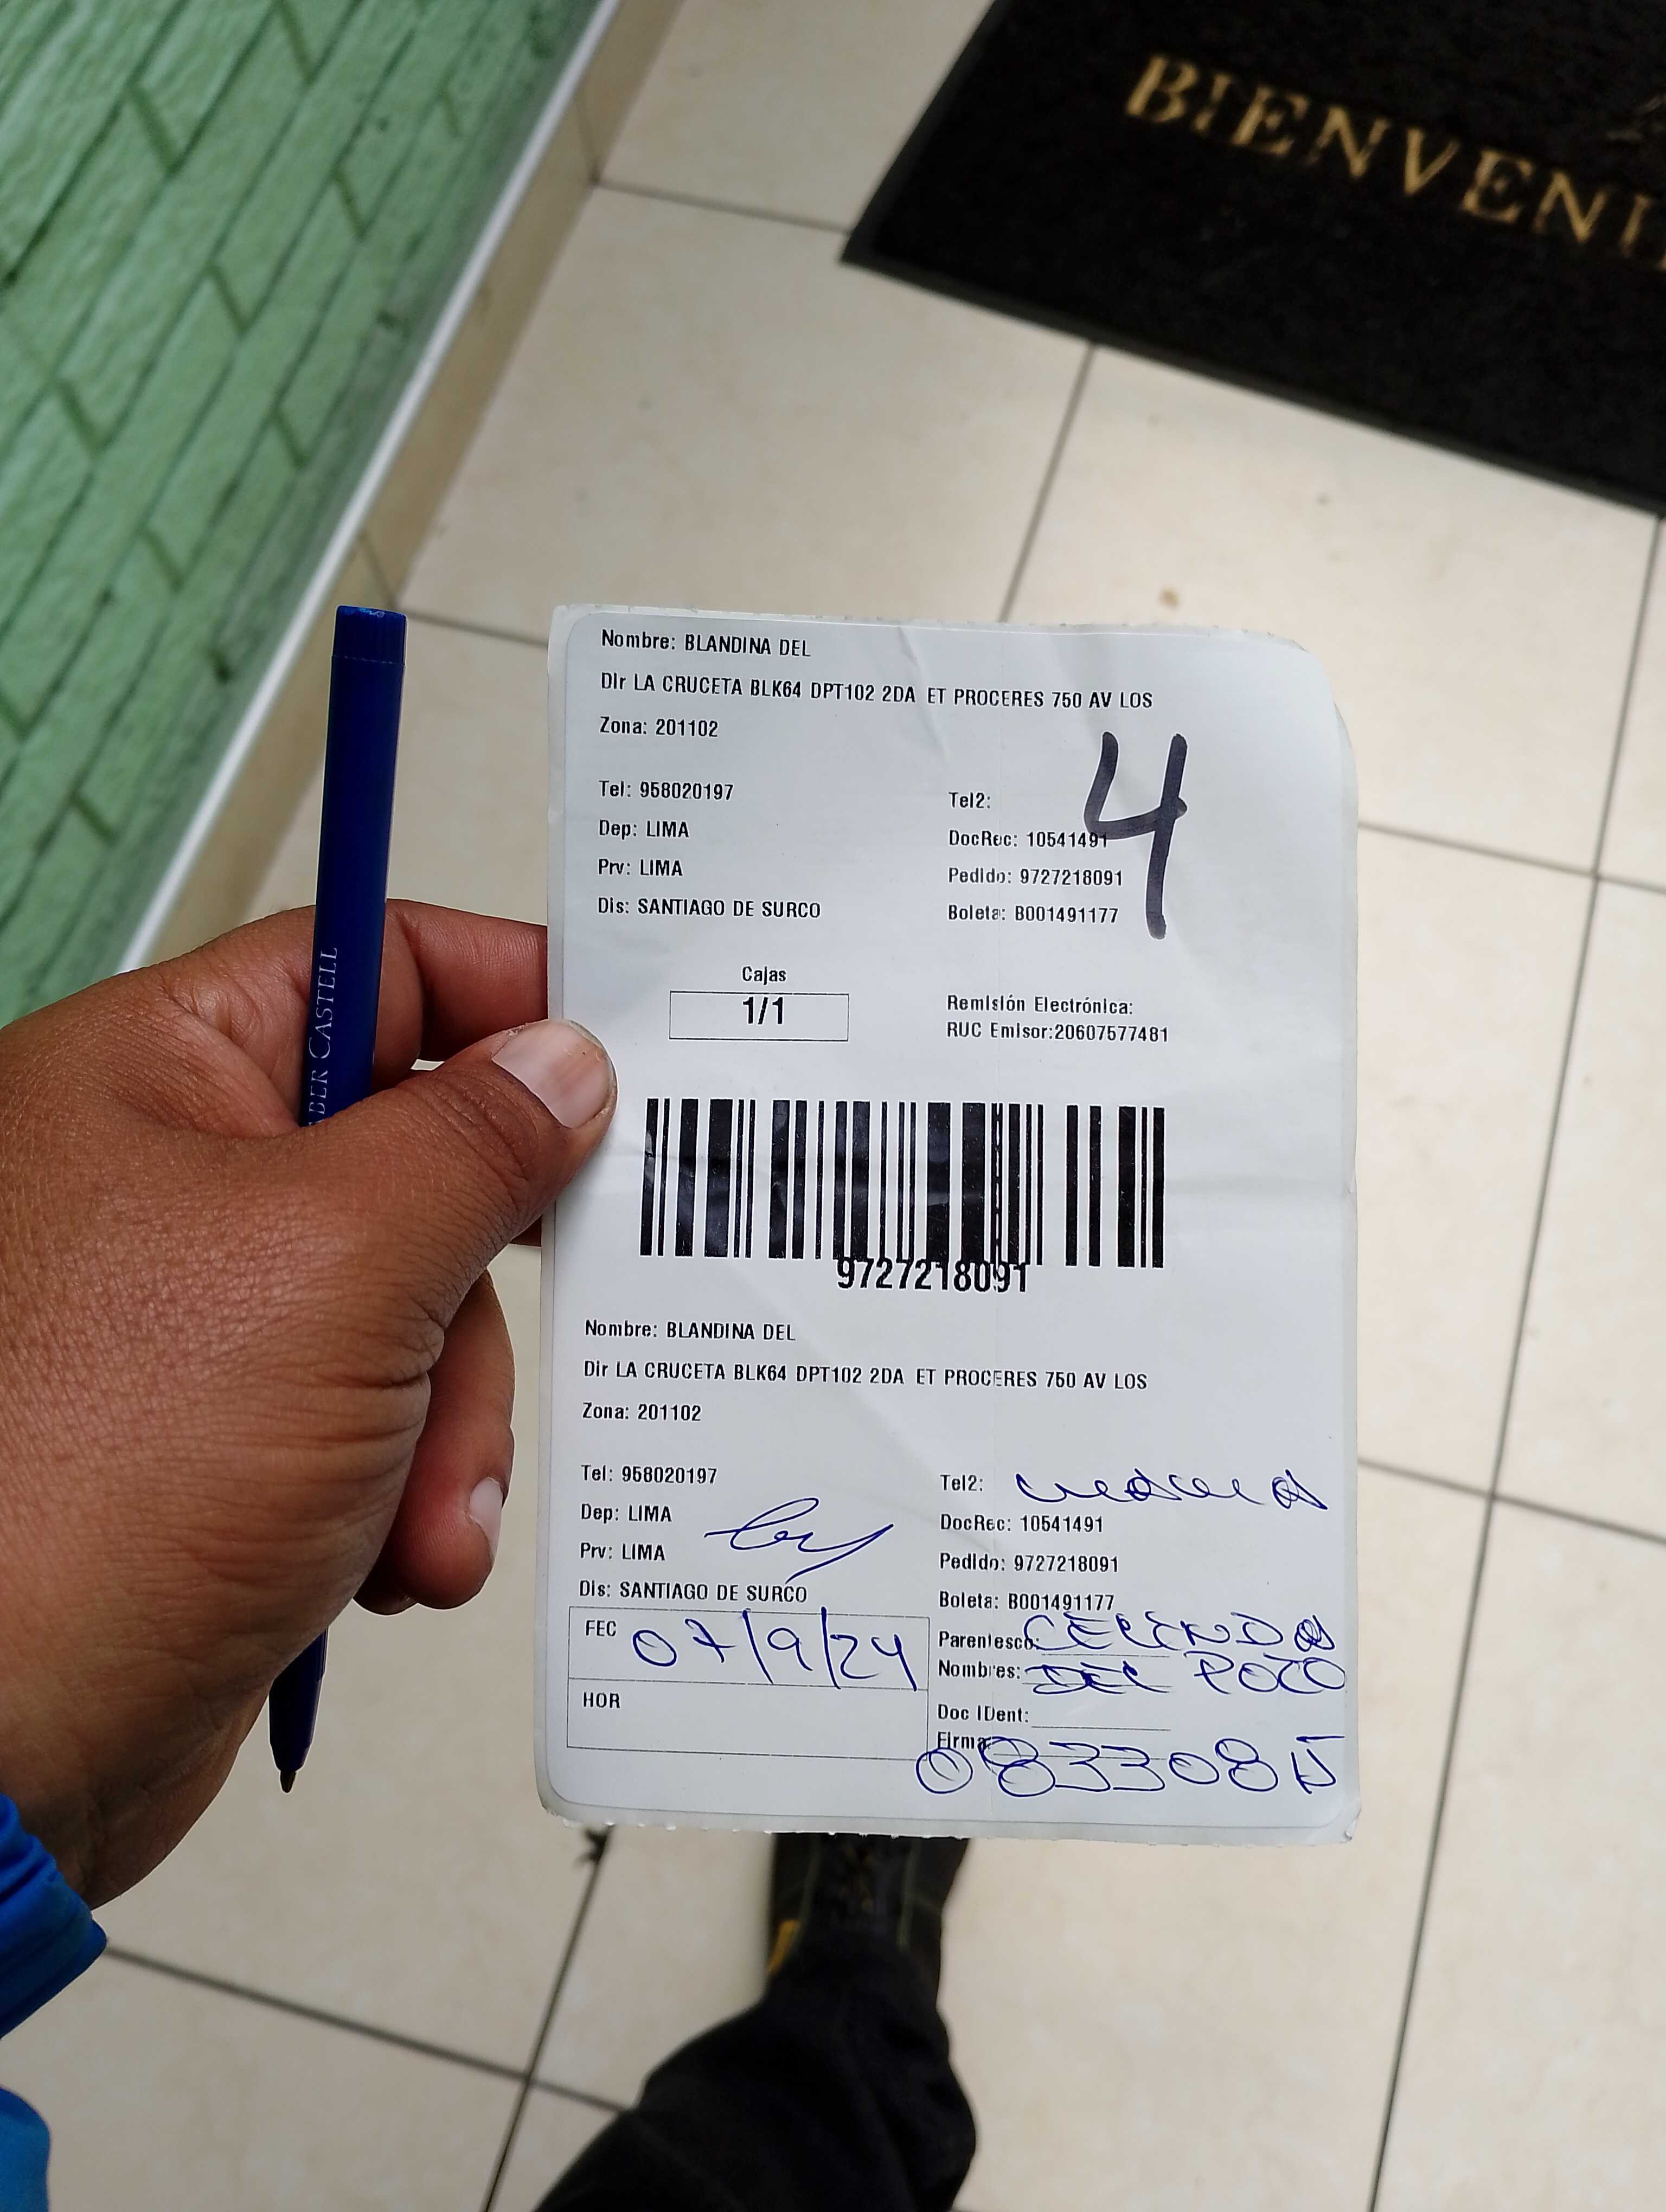 BIENVENI
Nombre: BLANDINA DEL
Dir LA CRUCETA BLK64 DPT102 2DA ET PROCERES 750 AV LOS
Zona: 201102
4
Tel: 958020197
Tel2:
Dep: LIMA
DocRec: 10541491
Prv: LIMA
Pedido: 9727218091
Dis: SANTIAGO DE SURCO
Boleta: B001491177
Cajas
1/1
Remisión Electrónica:
RUC Emisor:20607577481
BER CASTELL
9727218091
Nombre: BLANDINA DEL
Dir LA CRUCETA BLK64 DPT102 2DA ET PROCERES 750 AV LOS
Zona: 201102
Tel: 958020197
Tel2:
Dep: LIMA
DocRec: 10541491
Prv: LIMA
Pedido: 9727218091
Dis: SANTIAGO DE SURCO
Boleta: B001491177
FEC 07/9/24
Parentesco:
Nombres: DEL POZO
HOR
Doc IDent:
Firma: